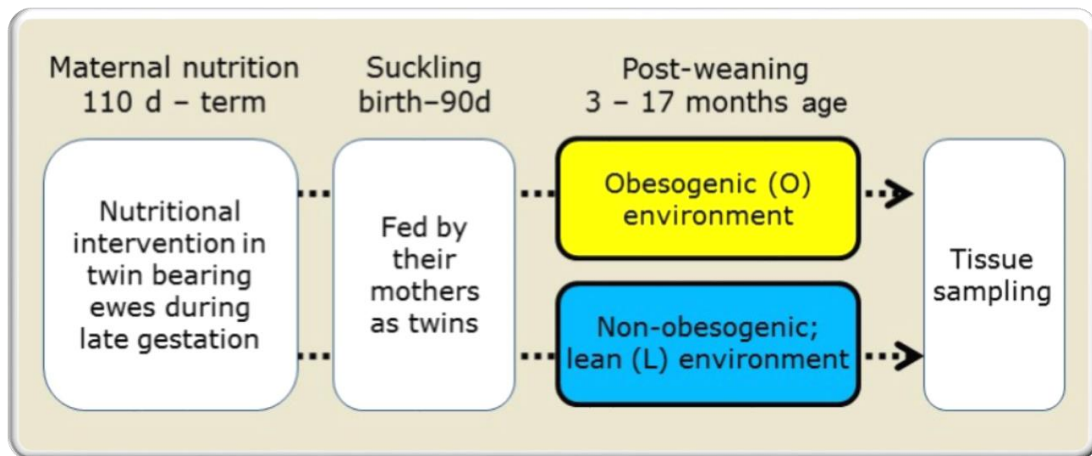 Maternal nutrition
110 d – term
Suckling
birth–90d
Post-weaning
3 – 17 months age
Nutritional
intervention in
twin bearing
ewes during
late gestation
Fed by
their
mothers
as twins
Obesogenic (O)
environment
Non-obesogenic;
lean (L) environment
Tissue
sampling